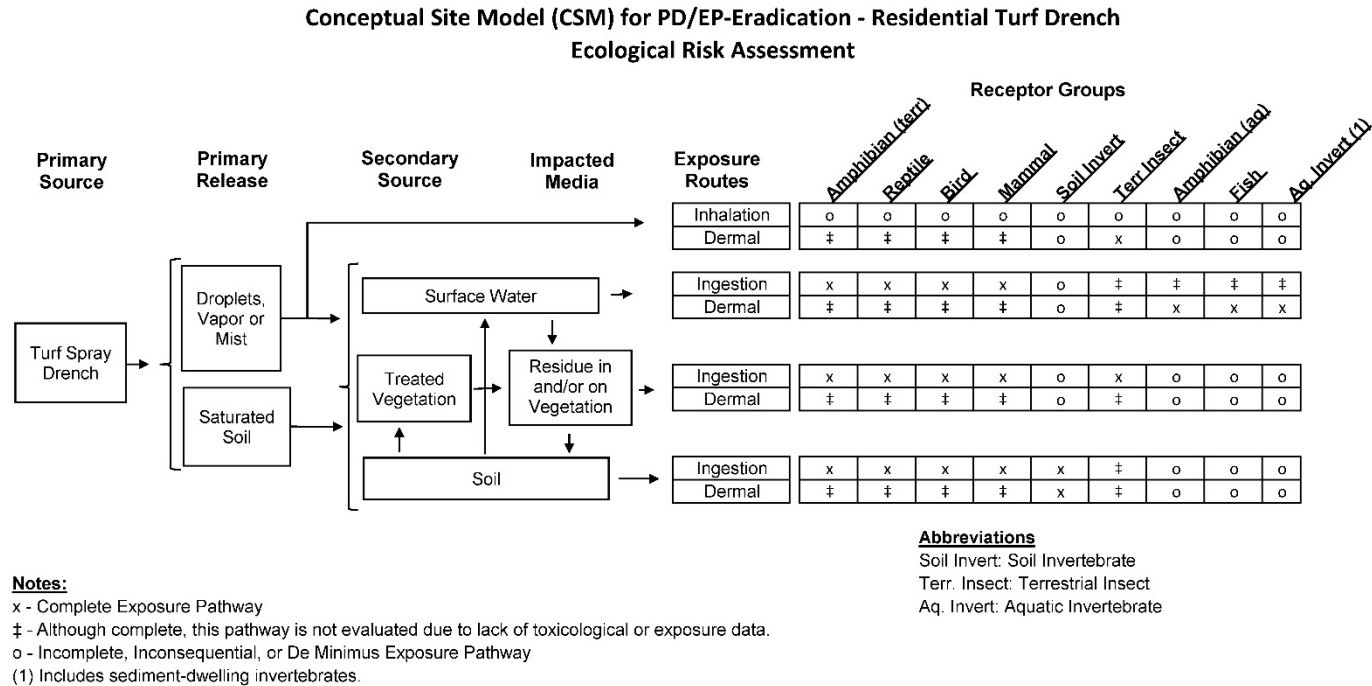 Conceptual Site Model (CSM) for PD/EP-Eradication - Residential Turf Drench
Ecological Risk Assessment
Receptor Groups
Primary
Source
Primary
Release
Secondary
Source
Impacted
Media
Exposure
Routes
Amphibian (terr)
Reptile
Bird
Mammal
Soil Invert
Terr Insect
Amphibian (aq)
Fish
Aq. Invert (1)
Inhalation o o o o o o o o o
Dermal ‡ ‡ ‡ ‡ o x o o o
Ingestion x x x x o ‡ ‡ ‡ ‡
Dermal ‡ ‡ ‡ ‡ o ‡ x x x
Ingestion x x x x o x o o o
Dermal ‡ ‡ ‡ ‡ o ‡ o o o
Ingestion x x x x x ‡ o o o
Dermal ‡ ‡ ‡ ‡ x ‡ o o o
Turf Spray
Drench
Droplets,
Vapor or
Mist
Saturated
Soil
Surface Water
Treated
Vegetation
Residue in
and/or on
Vegetation
Soil
Abbreviations
Soil Invert: Soil Invertebrate
Terr. Insect: Terrestrial Insect
Aq. Invert: Aquatic Invertebrate
Notes:
x - Complete Exposure Pathway
‡ - Although complete, this pathway is not evaluated due to lack of toxicological or exposure data.
o - Incomplete, Inconsequential, or De Minimus Exposure Pathway
(1) Includes sediment-dwelling invertebrates.